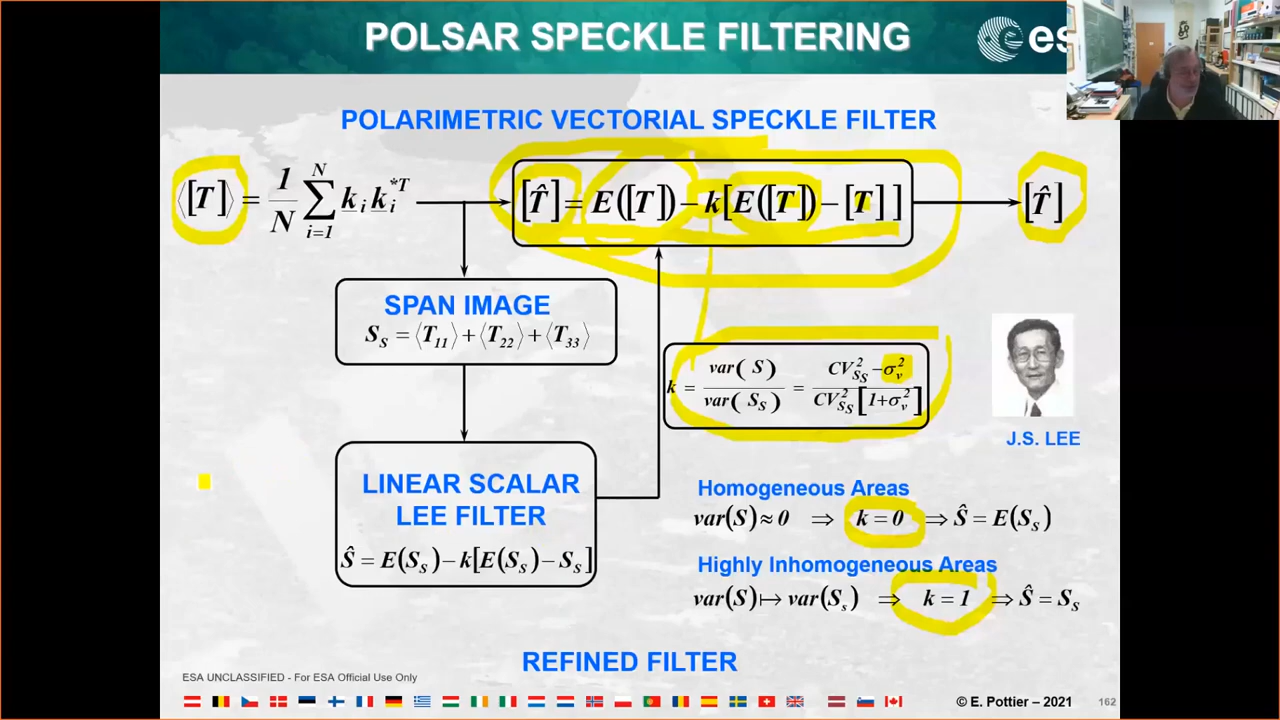 POLSAR SPECKLE FILTERING
es
POLARIMETRIC VECTORIAL SPECKLE FILTER
⟨[T]⟩ = 1/N ∑_{i=1}^{N} k_i k_i^{*T}
[T̂] = E([T]) − k[E([T]) − [T]]
[T̂]
SPAN IMAGE
S_S = ⟨T_11⟩ + ⟨T_22⟩ + ⟨T_33⟩
k = var( S ) / var( S_S ) = CV²_{S_S} − σ_v² / CV²_{S_S} [1+σ_v²]
J.S. LEE
LINEAR SCALAR
LEE FILTER
Ŝ = E(S_S) − k[E(S_S) − S_S]
Homogeneous Areas
var(S) ≈ 0 ⇒ k = 0 ⇒ Ŝ = E(S_S)
Highly Inhomogeneous Areas
var(S) ↦ var(S_s) ⇒ k = 1 ⇒ Ŝ = S_S
REFINED FILTER
ESA UNCLASSIFIED - For ESA Official Use Only
© E. Pottier – 2021
162